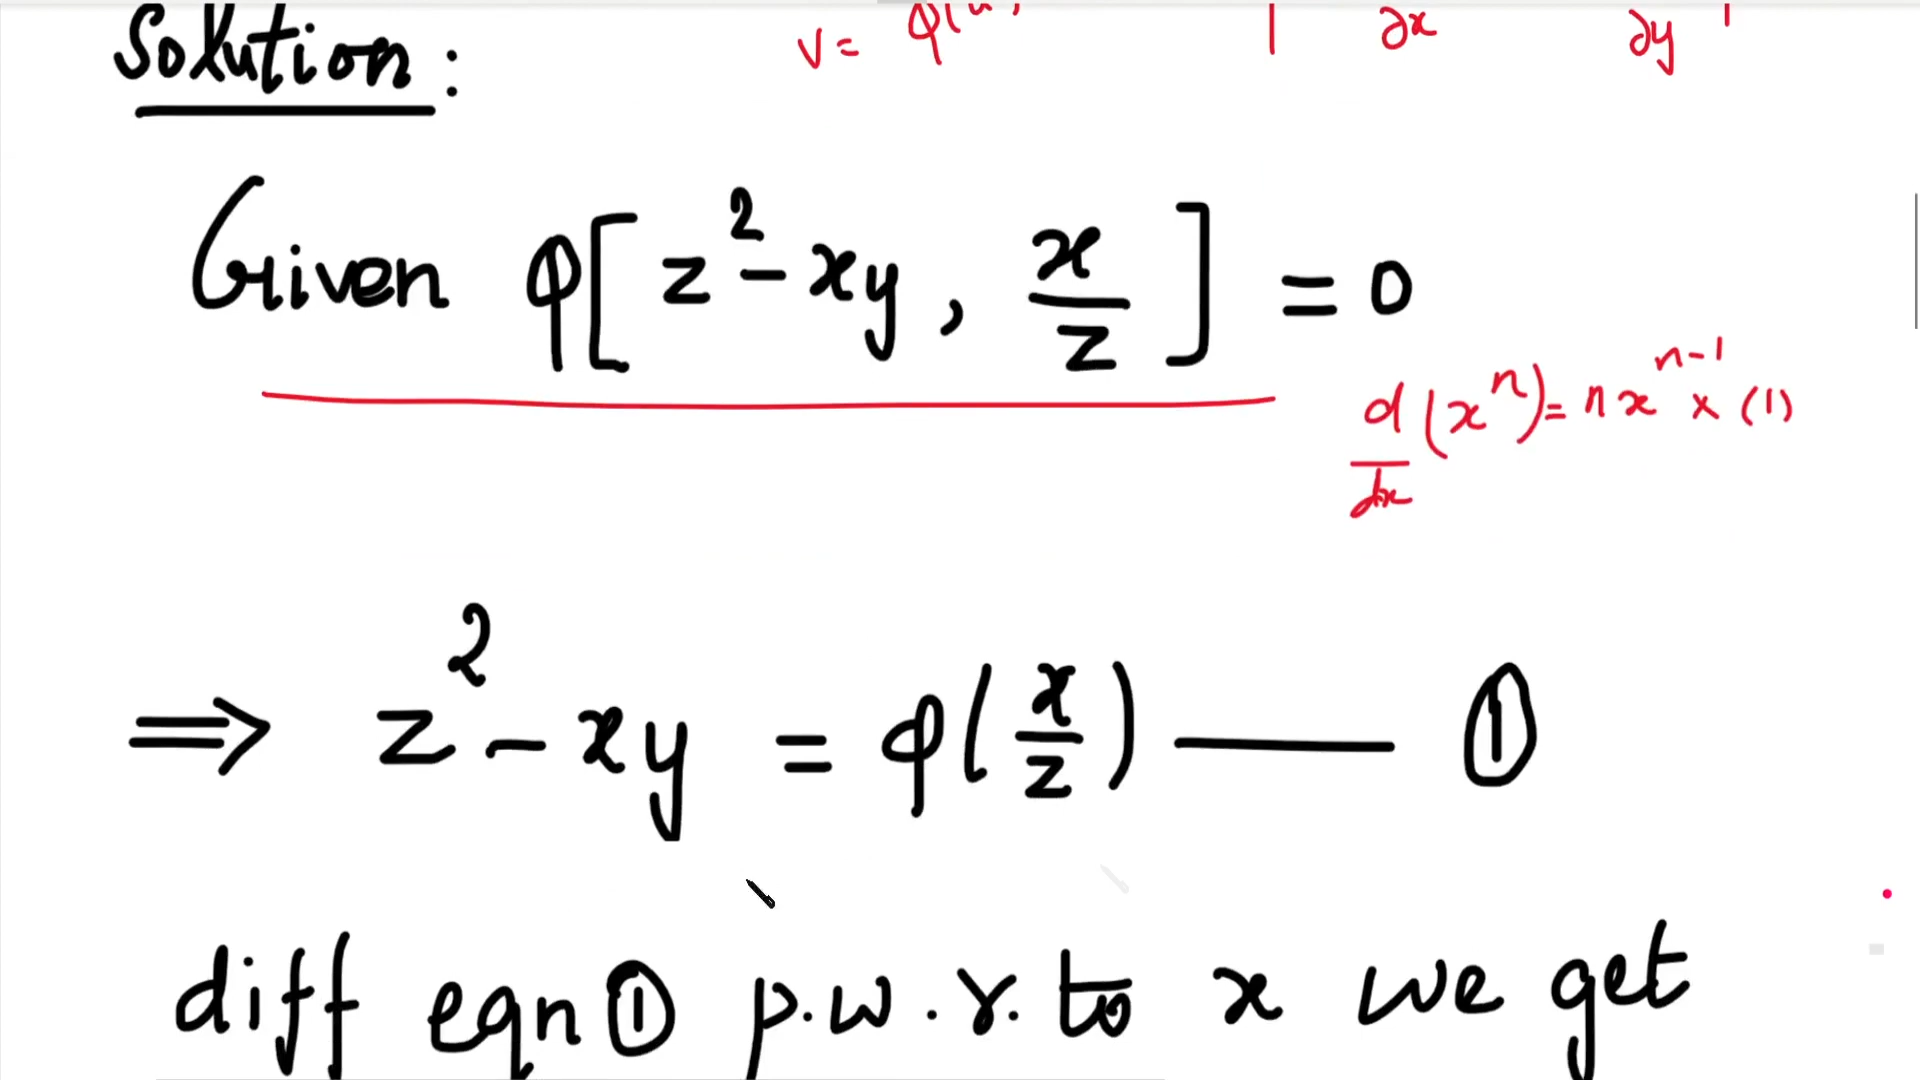 v = φ(u) | ∂x ∂y |
Solution :
Given φ[ z² - xy , x/z ] = 0
d/dx (xⁿ) = n xⁿ⁻¹ × (1)
⟹ z² - xy = φ(x/z) —— ①
diff eqn ① p.w.r. to x we get